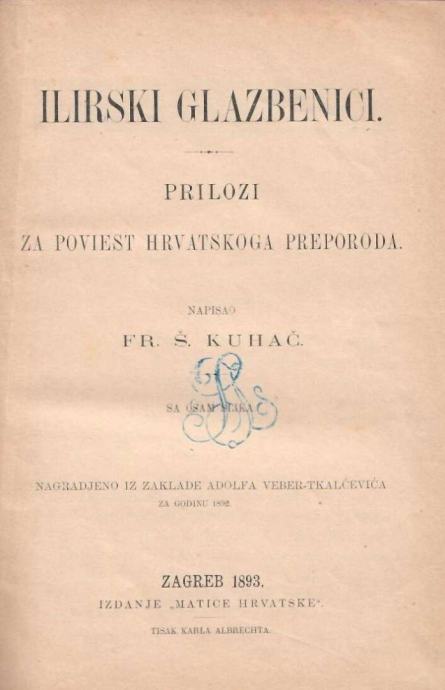 ILIRSKI GLAZBENICI.
PRILOZI
ZA POVIEST HRVATSKOGA PREPORODA.
NAPISAO
FR. Š. KUHAČ.
SA OSAM SLIKA
NAGRADJENO IZ ZAKLADE ADOLFA VEBER-TKALČEVIĆA
ZA GODINU 1892.
ZAGREB 1893.
IZDANJE „MATICE HRVATSKE“.
TISAK KARLA ALBRECHTA.